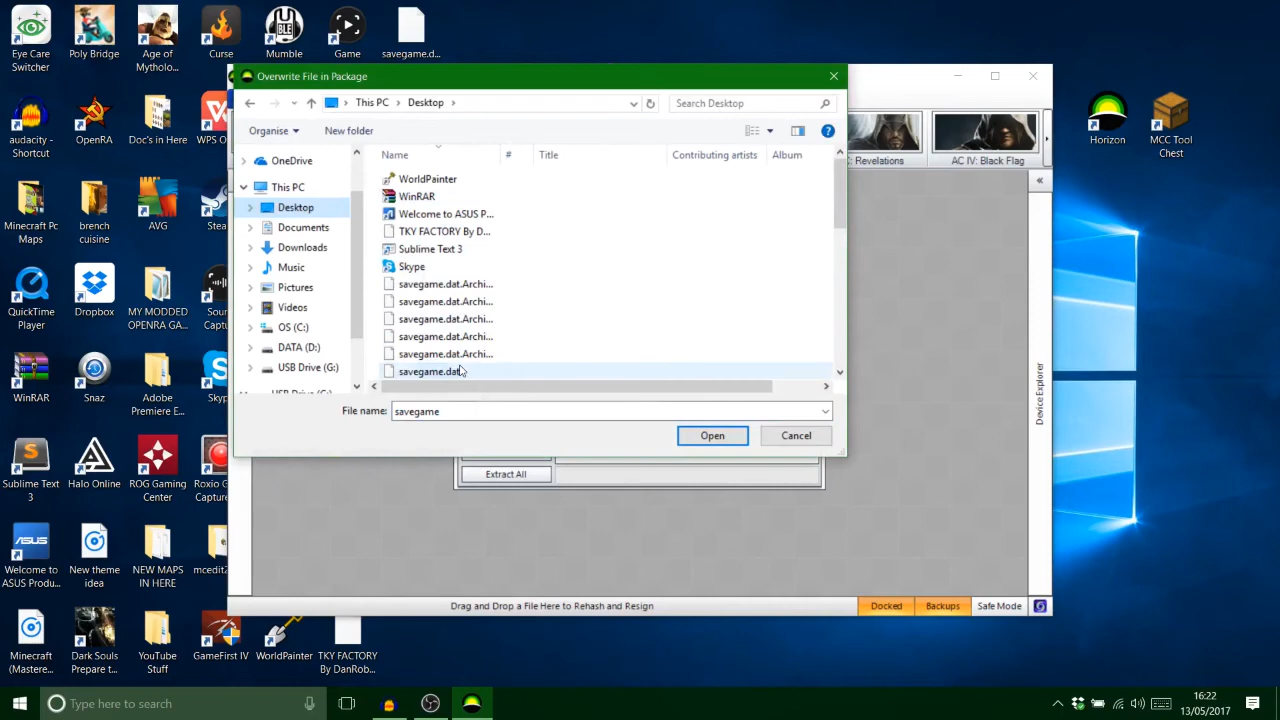 Eye Care Switcher
Poly Bridge
Age of Mytholo...
Curse
Mumble
Game
savegame.d...
Overwrite File in Package
This PC
Desktop
Search Desktop
Organise
New folder
Name
#
Title
Contributing artists
Album
OneDrive
This PC
Desktop
Documents
Downloads
Music
Pictures
Videos
OS (C:)
DATA (D:)
USB Drive (G:)
USB Drive (G:)
WorldPainter
WinRAR
Welcome to ASUS P...
TKY FACTORY By D...
Sublime Text 3
Skype
savegame.dat.Archi...
savegame.dat.Archi...
savegame.dat.Archi...
savegame.dat.Archi...
savegame.dat.Archi...
savegame.dat
File name:
savegame
Open
Cancel
: Revelations
AC IV: Black Flag
Device Explorer
Extract All
Drag and Drop a File Here to Rehash and Resign
Docked
Backups
Safe Mode
Horizon
MCC Tool Chest
audacity - Shortcut
OpenRA
Doc's in Here
WPS O
Minecraft Pc Maps
brench cuisine
AVG
Stea
QuickTime Player
Dropbox
MY MODDED OPENRA GA...
Sour
Captu
WinRAR
Snaz
Adobe Premiere E...
Skyp
Sublime Text 3
Halo Online
ROG Gaming Center
Roxio G
Capture
Welcome to ASUS Produ...
New theme idea
NEW MAPS IN HERE
mcedit2
Minecraft (Mastere...
Dark Souls Prepare t...
YouTube Stuff
GameFirst IV
WorldPainter
TKY FACTORY By DanRob...
Type here to search
16:22
13/05/2017